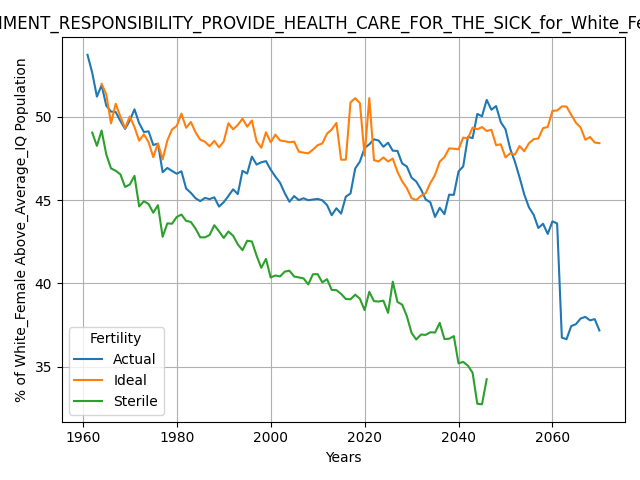 NMENT_RESPONSIBILITY_PROVIDE_HEALTH_CARE_FOR_THE_SICK_for_White_Fe
% of White_Female Above_Average_IQ Population
50
45
40
35
Fertility
Actual
Ideal
Sterile
1960
1980
2000
2020
2040
2060
Years